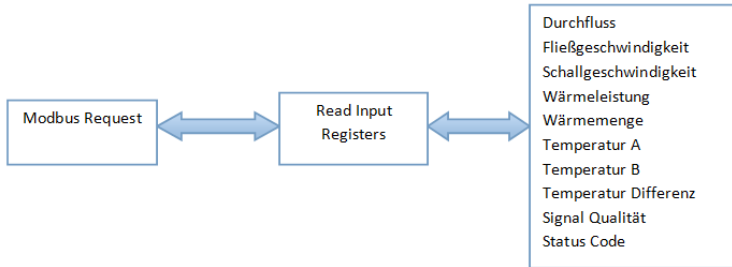 Modbus Request
Read Input
Registers
Durchfluss
Fließgeschwindigkeit
Schallgeschwindigkeit
Wärmeleistung
Wärmemenge
Temperatur A
Temperatur B
Temperatur Differenz
Signal Qualität
Status Code